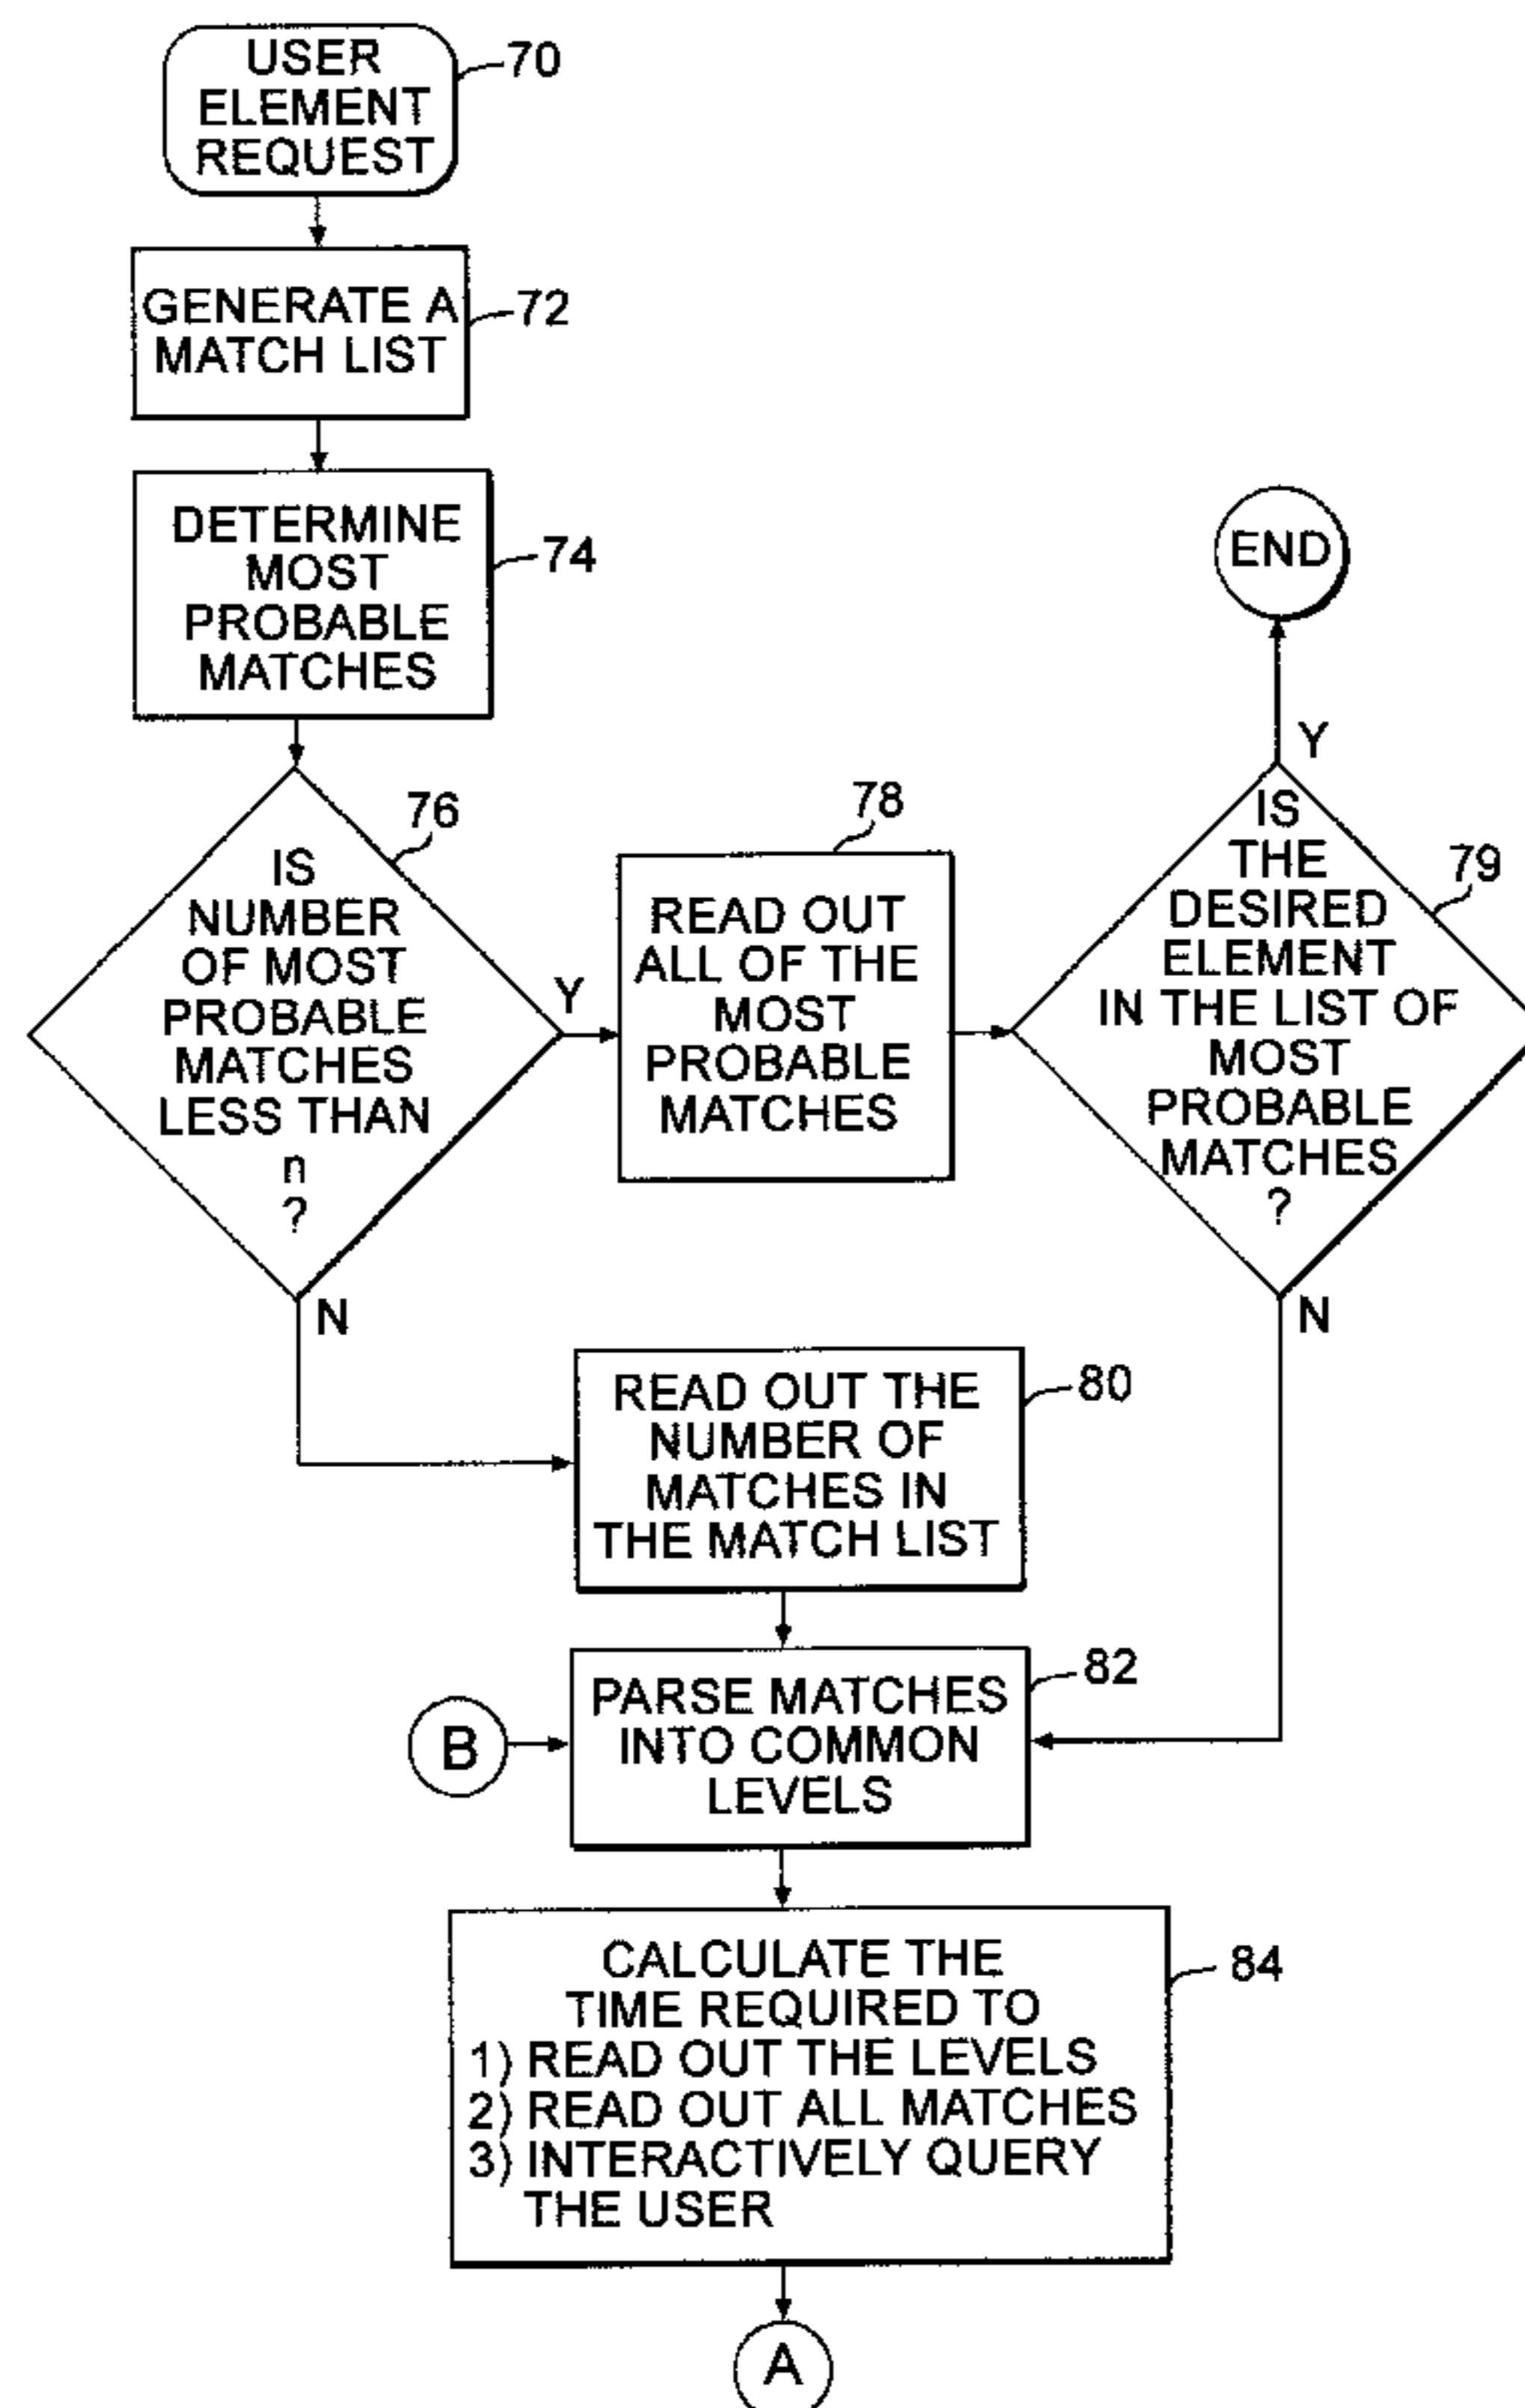 USER
ELEMENT
REQUEST
70
GENERATE A
MATCH LIST
72
DETERMINE
MOST
PROBABLE
MATCHES
74
END
Y
IS
NUMBER
OF MOST
PROBABLE
MATCHES
LESS THAN
n
?
76
Y
N
READ OUT
ALL OF THE
MOST
PROBABLE
MATCHES
78
IS
THE
DESIRED
ELEMENT
IN THE LIST OF
MOST
PROBABLE
MATCHES
?
79
N
READ OUT THE
NUMBER OF
MATCHES IN
THE MATCH LIST
80
B
PARSE MATCHES
INTO COMMON
LEVELS
82
CALCULATE THE
TIME REQUIRED TO
1) READ OUT THE LEVELS
2) READ OUT ALL MATCHES
3) INTERACTIVELY QUERY
THE USER
84
A